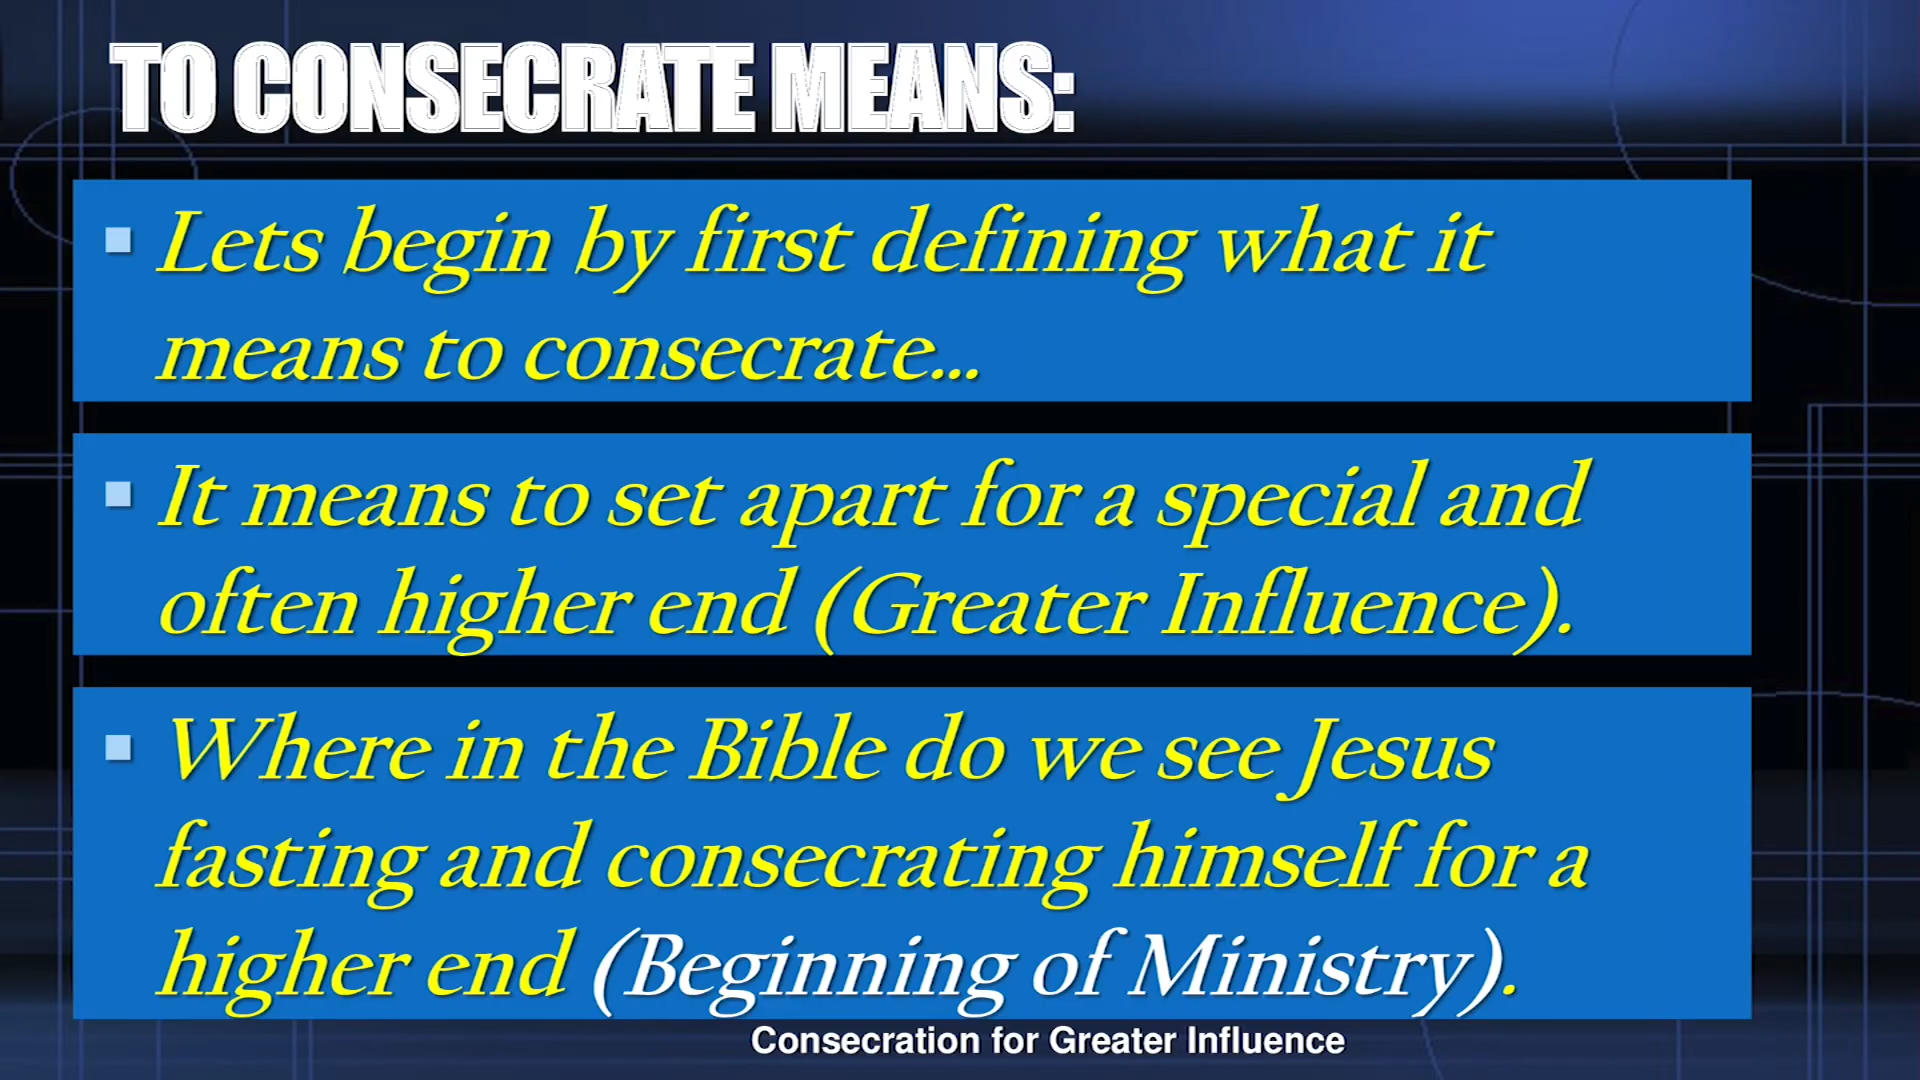 TO CONSECRATE MEANS:
Lets begin by first defining what it
means to consecrate...
It means to set apart for a special and
often higher end (Greater Influence).
Where in the Bible do we see Jesus
fasting and consecrating himself for a
higher end (Beginning of Ministry).
Consecration for Greater Influence